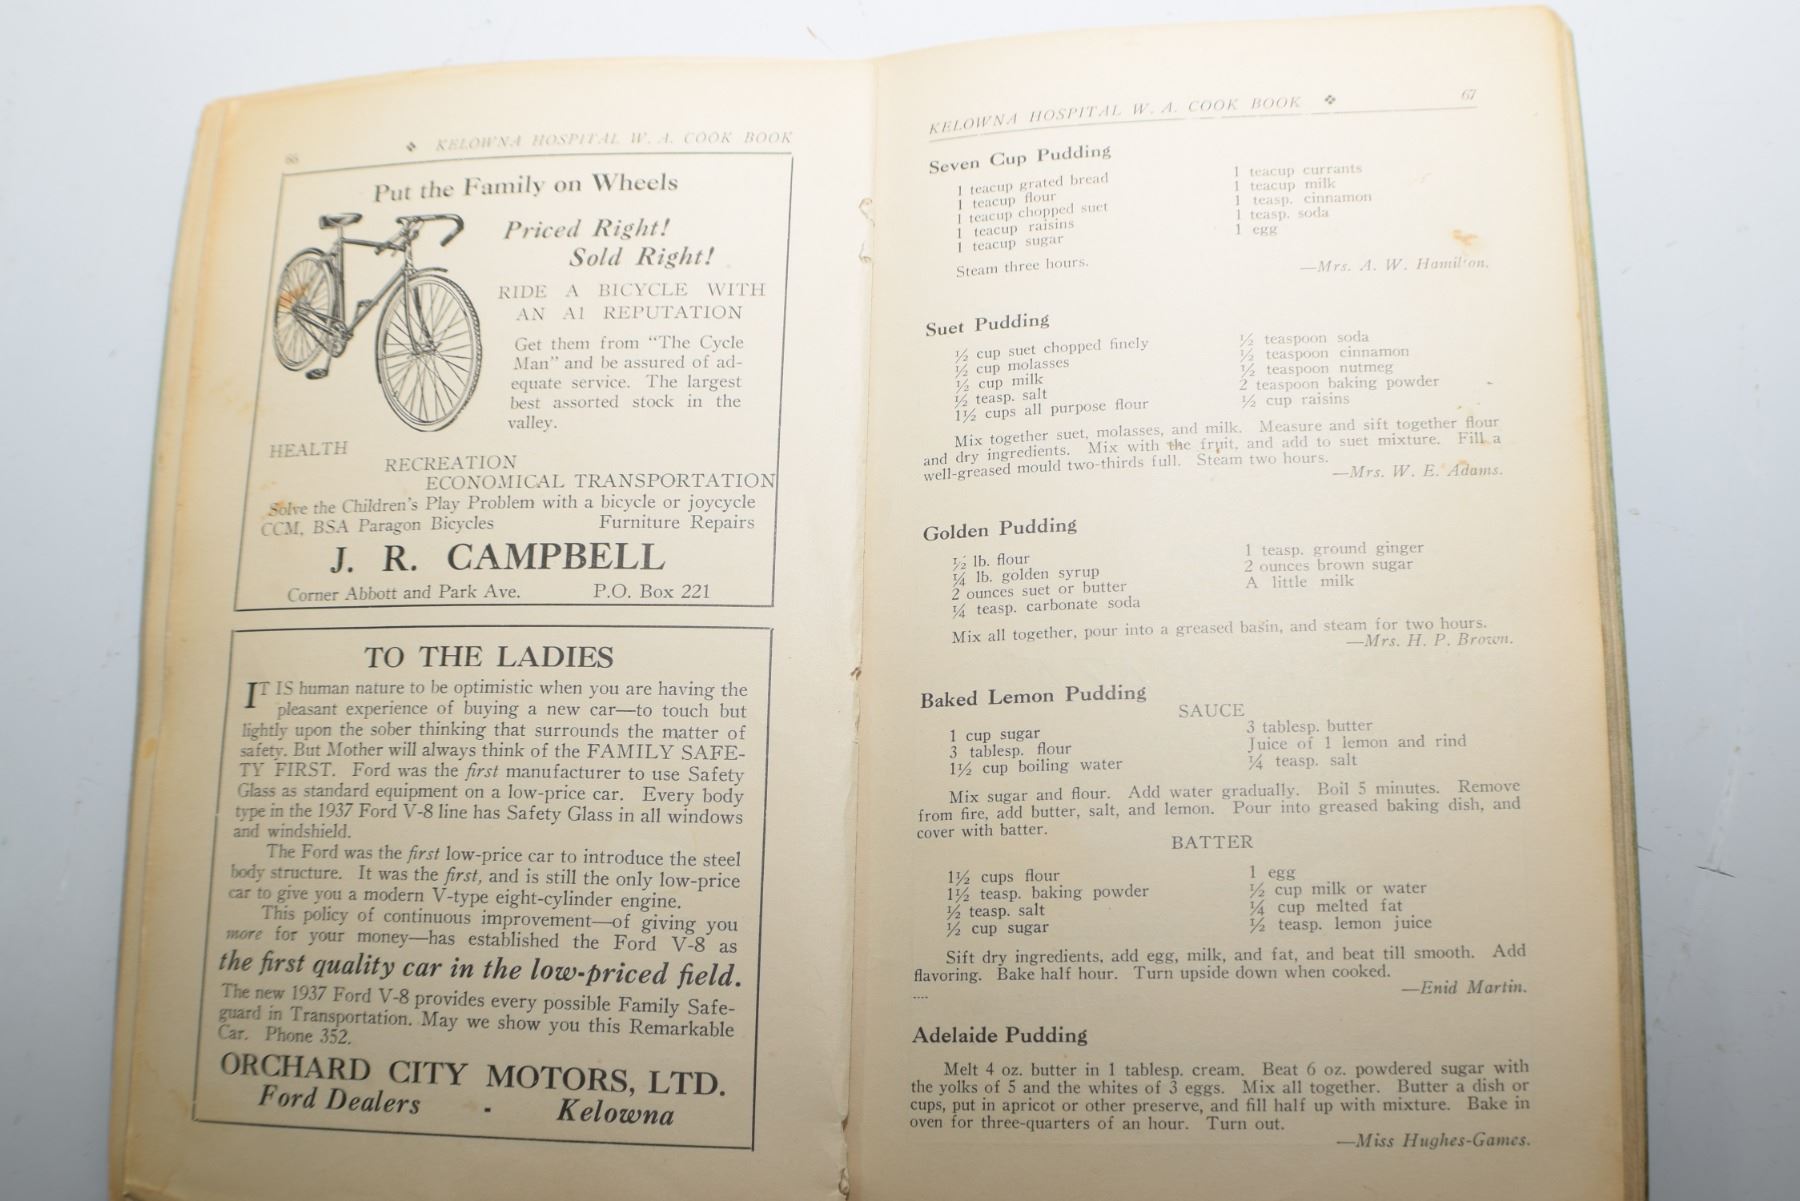 66 ❖ KELOWNA HOSPITAL W. A. COOK BOOK
Put the Family on Wheels
Priced Right!
Sold Right!
RIDE A BICYCLE WITH
AN A1 REPUTATION
Get them from “The Cycle
Man” and be assured of ad-
equate service. The largest
best assorted stock in the
valley.
HEALTH
RECREATION
ECONOMICAL TRANSPORTATION
Solve the Children’s Play Problem with a bicycle or joycycle
CCM, BSA Paragon Bicycles Furniture Repairs
J. R. CAMPBELL
Corner Abbott and Park Ave. P.O. Box 221
TO THE LADIES
IT IS human nature to be optimistic when you are having the
pleasant experience of buying a new car—to touch but
lightly upon the sober thinking that surrounds the matter of
safety. But Mother will always think of the FAMILY SAFE-
TY FIRST. Ford was the first manufacturer to use Safety
Glass as standard equipment on a low-price car. Every body
type in the 1937 Ford V-8 line has Safety Glass in all windows
and windshield.
The Ford was the first low-price car to introduce the steel
body structure. It was the first, and is still the only low-price
car to give you a modern V-type eight-cylinder engine.
This policy of continuous improvement—of giving you
more for your money—has established the Ford V-8 as
the first quality car in the low-priced field.
The new 1937 Ford V-8 provides every possible Family Safe-
guard in Transportation. May we show you this Remarkable
Car. Phone 352.
ORCHARD CITY MOTORS, LTD.
Ford Dealers - Kelowna
KELOWNA HOSPITAL W. A. COOK BOOK ❖ 67
Seven Cup Pudding
1 teacup grated bread
1 teacup flour
1 teacup chopped suet
1 teacup raisins
1 teacup sugar
1 teacup currants
1 teacup milk
1 teasp. cinnamon
1 teasp. soda
1 egg
Steam three hours.
—Mrs. A. W. Hamilton.
Suet Pudding
½ cup suet chopped finely
½ cup molasses
½ cup milk
½ teasp. salt
1½ cups all purpose flour
½ teaspoon soda
½ teaspoon cinnamon
½ teaspoon nutmeg
2 teaspoon baking powder
½ cup raisins
Mix together suet, molasses, and milk. Measure and sift together flour
and dry ingredients. Mix with the fruit, and add to suet mixture. Fill a
well-greased mould two-thirds full. Steam two hours.
—Mrs. W. E. Adams.
Golden Pudding
½ lb. flour
¼ lb. golden syrup
2 ounces suet or butter
¼ teasp. carbonate soda
1 teasp. ground ginger
2 ounces brown sugar
A little milk
Mix all together, pour into a greased basin, and steam for two hours.
—Mrs. H. P. Brown.
Baked Lemon Pudding
SAUCE
1 cup sugar
3 tablesp. flour
1½ cup boiling water
3 tablesp. butter
Juice of 1 lemon and rind
¼ teasp. salt
Mix sugar and flour. Add water gradually. Boil 5 minutes. Remove
from fire, add butter, salt, and lemon. Pour into greased baking dish, and
cover with batter.
BATTER
1½ cups flour
1½ teasp. baking powder
½ teasp. salt
½ cup sugar
1 egg
½ cup milk or water
¼ cup melted fat
½ teasp. lemon juice
Sift dry ingredients, add egg, milk, and fat, and beat till smooth. Add
flavoring. Bake half hour. Turn upside down when cooked.
—Enid Martin.
....
Adelaide Pudding
Melt 4 oz. butter in 1 tablesp. cream. Beat 6 oz. powdered sugar with
the yolks of 5 and the whites of 3 eggs. Mix all together. Butter a dish or
cups, put in apricot or other preserve, and fill half up with mixture. Bake in
oven for three-quarters of an hour. Turn out.
—Miss Hughes-Games.